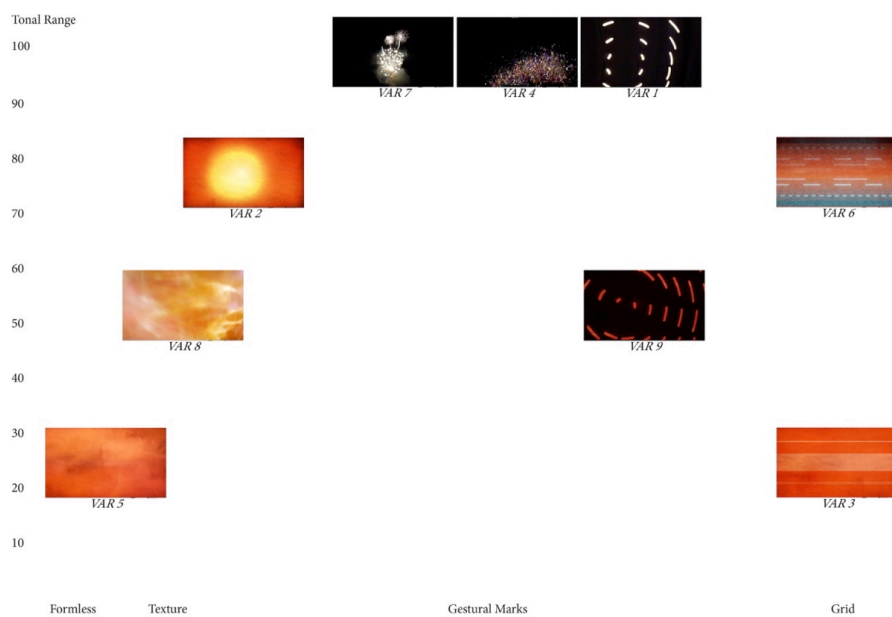 Tonal Range
100
VAR 7 VAR 4 VAR 1
90
80
70
VAR 2 VAR 6
60
50
VAR 8 VAR 9
40
30
20
VAR 5 VAR 3
10
Formless Texture Gestural Marks Grid